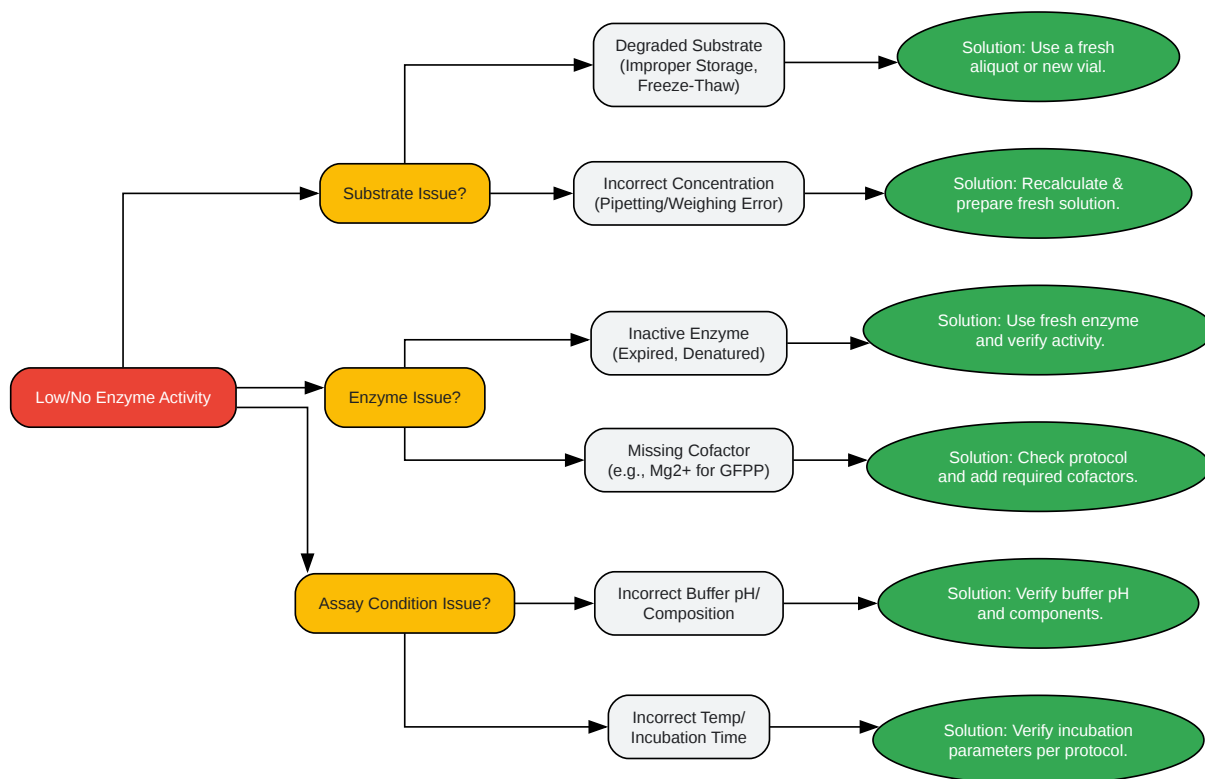 Low/No Enzyme Activity
Substrate Issue?
Degraded Substrate
(Improper Storage,
Freeze-Thaw)
Solution: Use a fresh
aliquot or new vial.
Incorrect Concentration
(Pipetting/Weighing Error)
Solution: Recalculate &
prepare fresh solution.
Enzyme Issue?
Inactive Enzyme
(Expired, Denatured)
Solution: Use fresh enzyme
and verify activity.
Missing Cofactor
(e.g., Mg2+ for GFPP)
Solution: Check protocol
and add required cofactors.
Assay Condition Issue?
Incorrect Buffer pH/
Composition
Solution: Verify buffer pH
and components.
Incorrect Temp/
Incubation Time
Solution: Verify incubation
parameters per protocol.